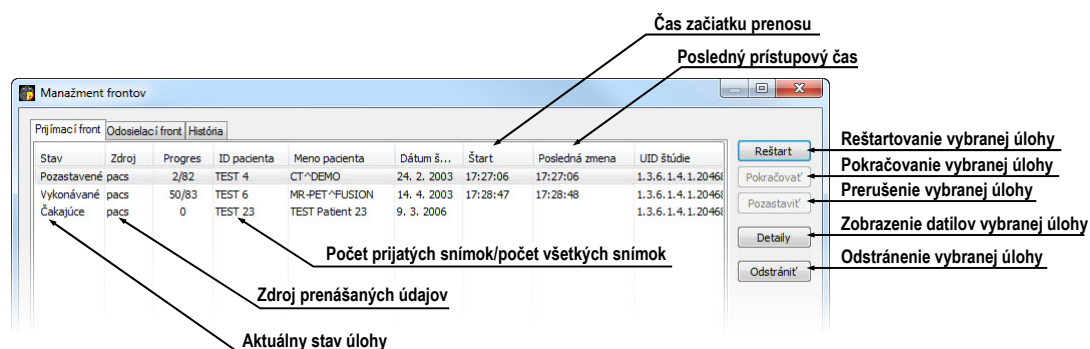 Čas začiatku prenosu
Posledný prístupový čas
Manažment frontov
Prijímací front Odosielací front História
Stav Zdroj Progres ID pacienta Meno pacienta Dátum š... Štart Posledná zmena UID štúdie
Pozastavené pacs 2/82 TEST 4 CT^DEMO 24. 2. 2003 17:27:06 17:27:06 1.3.6.1.4.1.20468
Vykonávané pacs 50/83 TEST 6 MR-PET^FUSION 14. 4. 2003 17:28:47 17:28:48 1.3.6.1.4.1.20468
Čakajúce pacs 0 TEST 23 TEST Patient 23 9. 3. 2006 1.3.6.1.4.1.20468
Reštart
Pokračovať
Pozastaviť
Detaily
Odstrániť
Reštartovanie vybranej úlohy
Pokračovanie vybranej úlohy
Prerušenie vybranej úlohy
Zobrazenie datilov vybranej úlohy
Odstránenie vybranej úlohy
Počet prijatých snímok/počet všetkých snímok
Zdroj prenášaných údajov
Aktuálny stav úlohy